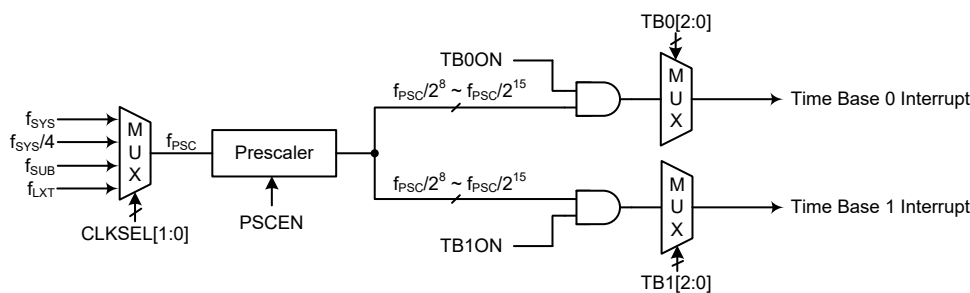 TB0[2:0]
TB0ON
M
U
X
fPSC/2^8 ~ fPSC/2^15
Time Base 0 Interrupt
fSYS
fSYS/4
fSUB
fLXT
M
U
X
fPSC
Prescaler
CLKSEL[1:0]
PSCEN
fPSC/2^8 ~ fPSC/2^15
M
U
X
Time Base 1 Interrupt
TB1ON
TB1[2:0]